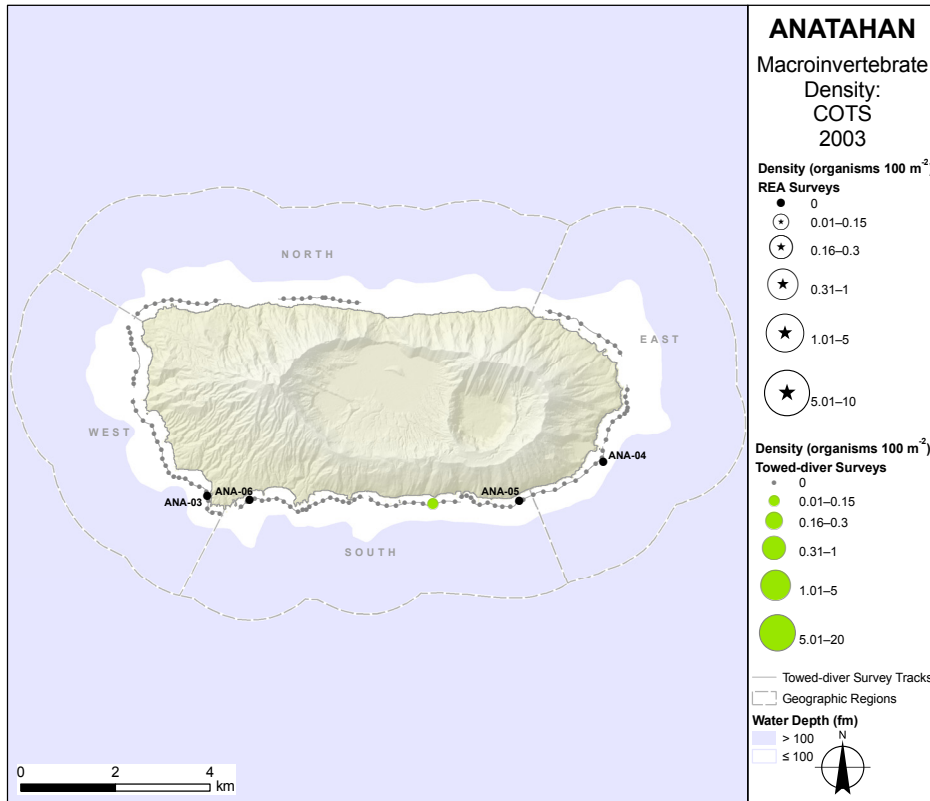 ANATAHAN
Macroinvertebrate
Density:
COTS
2003
Density (organisms 100 m⁻²)
REA Surveys
0
0.01–0.15
0.16–0.3
0.31–1
1.01–5
5.01–10
Density (organisms 100 m⁻²)
Towed-diver Surveys
0
0.01–0.15
0.16–0.3
0.31–1
1.01–5
5.01–20
Towed-diver Survey Tracks
Geographic Regions
Water Depth (fm)
> 100
≤ 100
N
NORTH
EAST
WEST
SOUTH
ANA-04
ANA-06
ANA-03
ANA-05
0 2 4
km